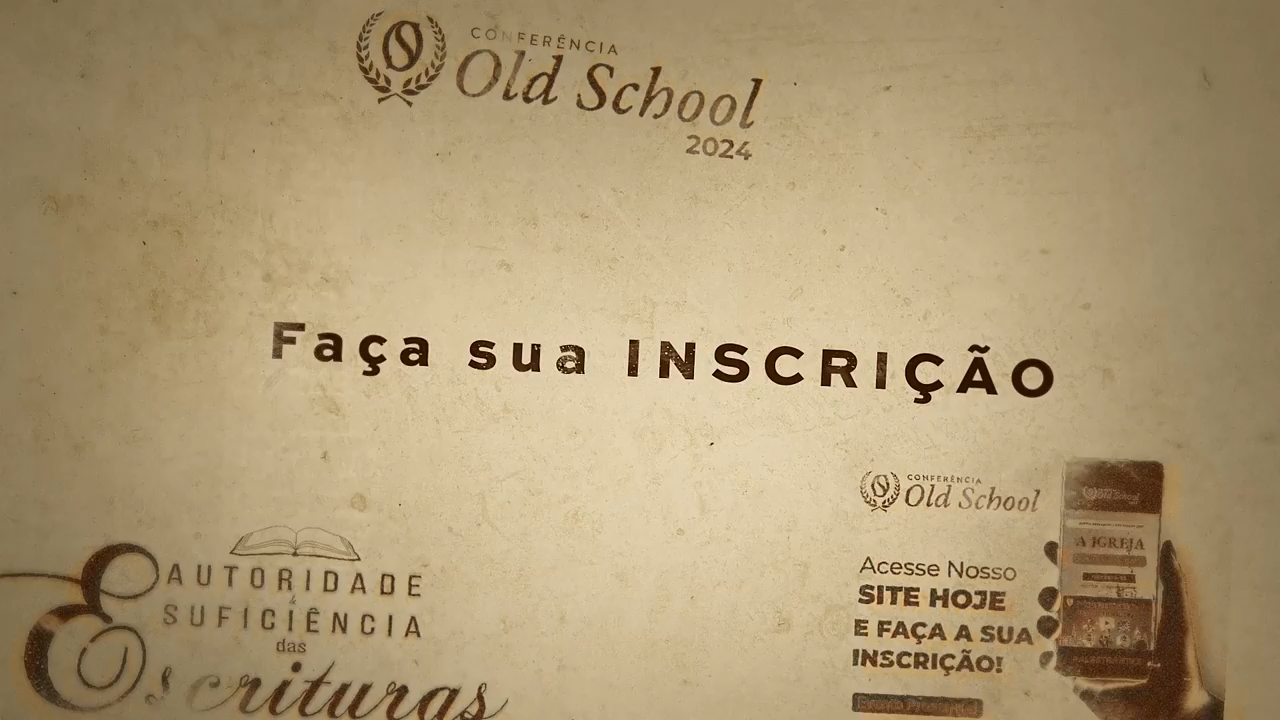 CONFERÊNCIA
Old School
2024
Faça sua INSCRIÇÃO
AUTORIDADE
SUFICIÊNCIA
das
Escrituras
CONFERÊNCIA
Old School
Acesse Nosso
SITE HOJE
E FAÇA A SUA
INSCRIÇÃO!
A IGREJA